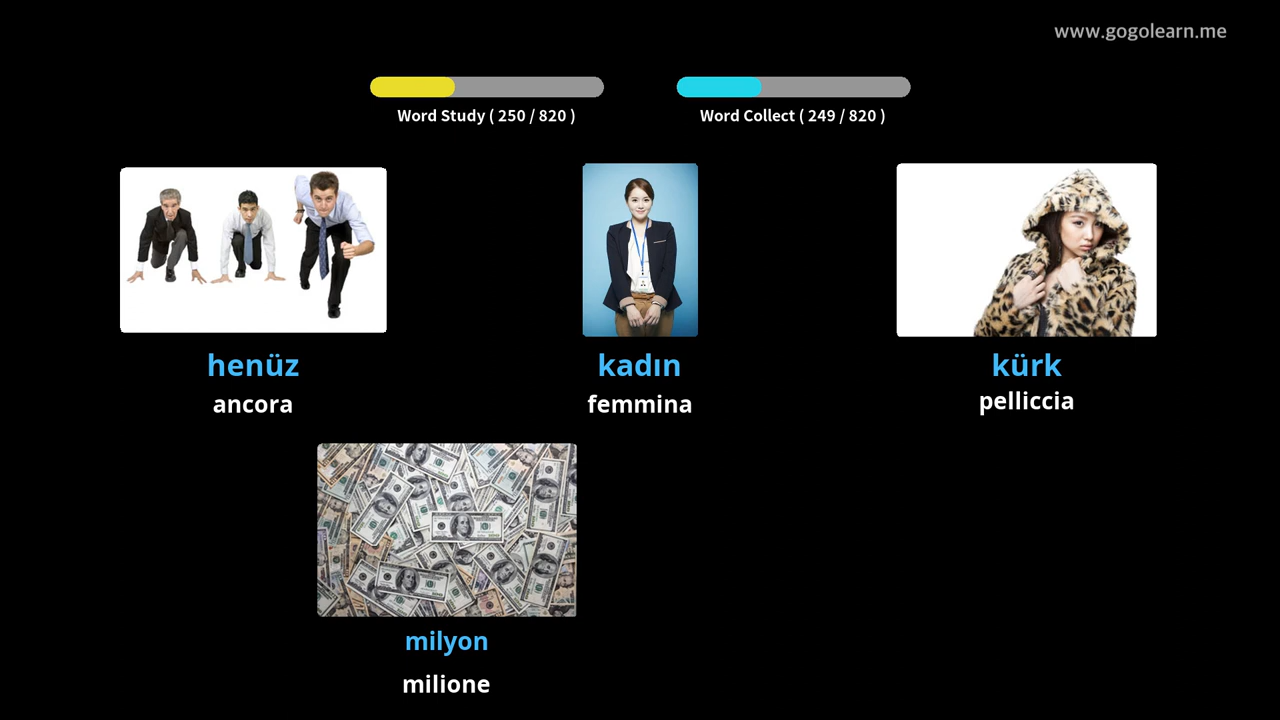 www.gogolearn.me
Word Study ( 250 / 820 )
Word Collect ( 249 / 820 )
henüz
ancora
kadın
femmina
kürk
pelliccia
milyon
milione